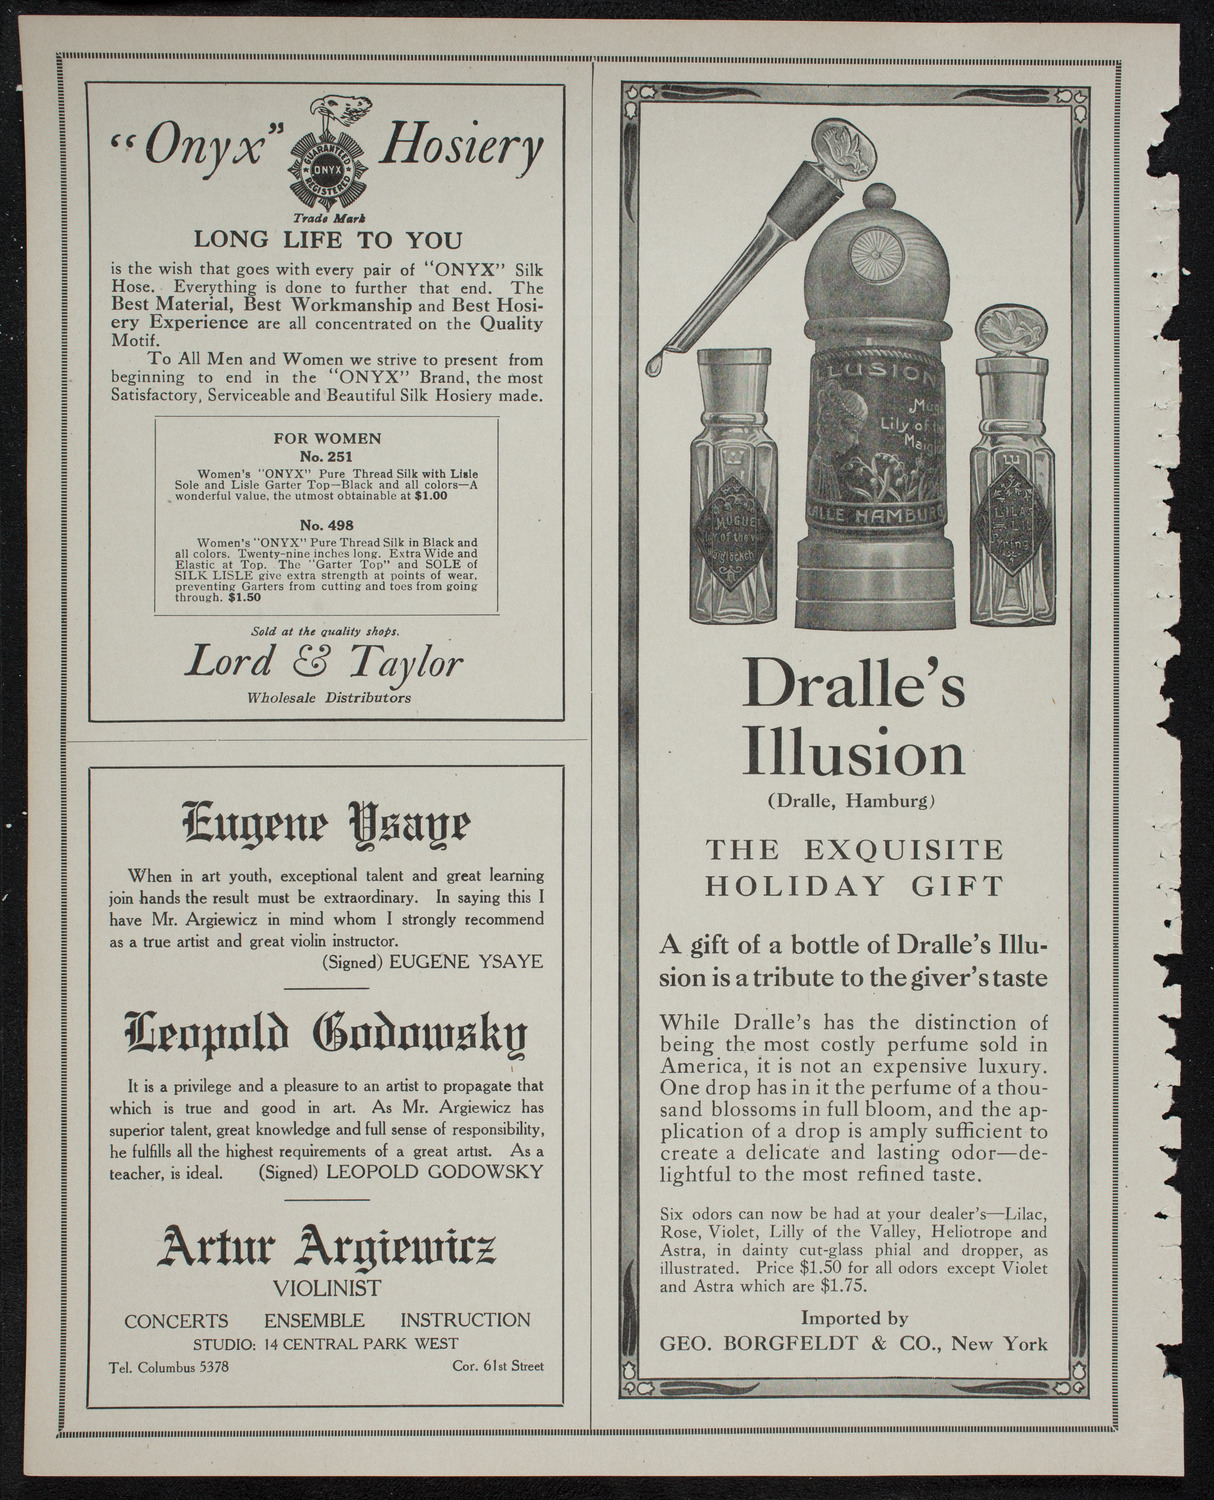 "Onyx" Hosiery
GUARANTEED
ONYX
REGISTERED
Trade Mark
LONG LIFE TO YOU
is the wish that goes with every pair of "ONYX" Silk
Hose. Everything is done to further that end. The
Best Material, Best Workmanship and Best Hosi-
ery Experience are all concentrated on the Quality
Motif.
To All Men and Women we strive to present from
beginning to end in the "ONYX" Brand, the most
Satisfactory, Serviceable and Beautiful Silk Hosiery made.
FOR WOMEN
No. 251
Women's "ONYX" Pure Thread Silk with Lisle
Sole and Lisle Garter Top—Black and all colors—A
wonderful value, the utmost obtainable at $1.00
No. 498
Women's "ONYX" Pure Thread Silk in Black and
all colors. Twenty-nine inches long. Extra Wide and
Elastic at Top. The "Garter Top" and SOLE of
SILK LISLE give extra strength at points of wear,
preventing Garters from cutting and toes from going
through. $1.50
Sold at the quality shops.
Lord & Taylor
Wholesale Distributors
Eugene Ysaye
When in art youth, exceptional talent and great learning
join hands the result must be extraordinary. In saying this I
have Mr. Argiewicz in mind whom I strongly recommend
as a true artist and great violin instructor.
(Signed) EUGENE YSAYE
Leopold Godowsky
It is a privilege and a pleasure to an artist to propagate that
which is true and good in art. As Mr. Argiewicz has
superior talent, great knowledge and full sense of responsibility,
he fulfills all the highest requirements of a great artist. As a
teacher, is ideal. (Signed) LEOPOLD GODOWSKY
Artur Argiewicz
VIOLINIST
CONCERTS ENSEMBLE INSTRUCTION
STUDIO: 14 CENTRAL PARK WEST
Tel. Columbus 5378 Cor. 61st Street
LLUSION
Mug
Lily of
Maig
ALLE HAMBURG
MUGUE
of the
LILAS
Dralle's
Illusion
(Dralle, Hamburg)
THE EXQUISITE
HOLIDAY GIFT
A gift of a bottle of Dralle's Illu-
sion is a tribute to the giver's taste
While Dralle's has the distinction of
being the most costly perfume sold in
America, it is not an expensive luxury.
One drop has in it the perfume of a thou-
sand blossoms in full bloom, and the ap-
plication of a drop is amply sufficient to
create a delicate and lasting odor—de-
lightful to the most refined taste.
Six odors can now be had at your dealer's—Lilac,
Rose, Violet, Lilly of the Valley, Heliotrope and
Astra, in dainty cut-glass phial and dropper, as
illustrated. Price $1.50 for all odors except Violet
and Astra which are $1.75.
Imported by
GEO. BORGFELDT & CO., New York